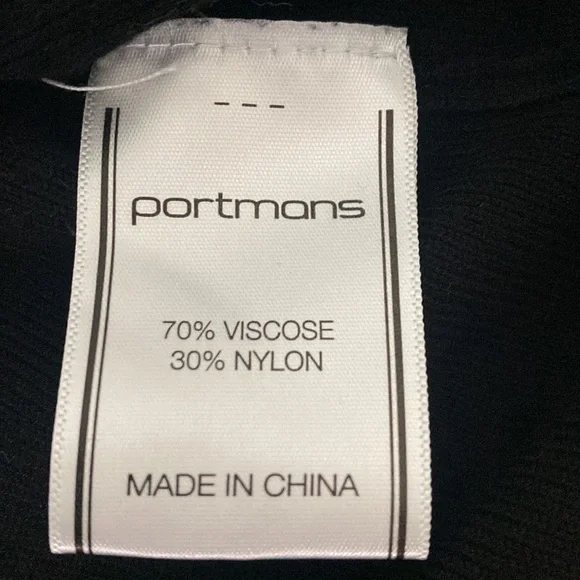 portmans
70% VISCOSE
30% NYLON
MADE IN CHINA